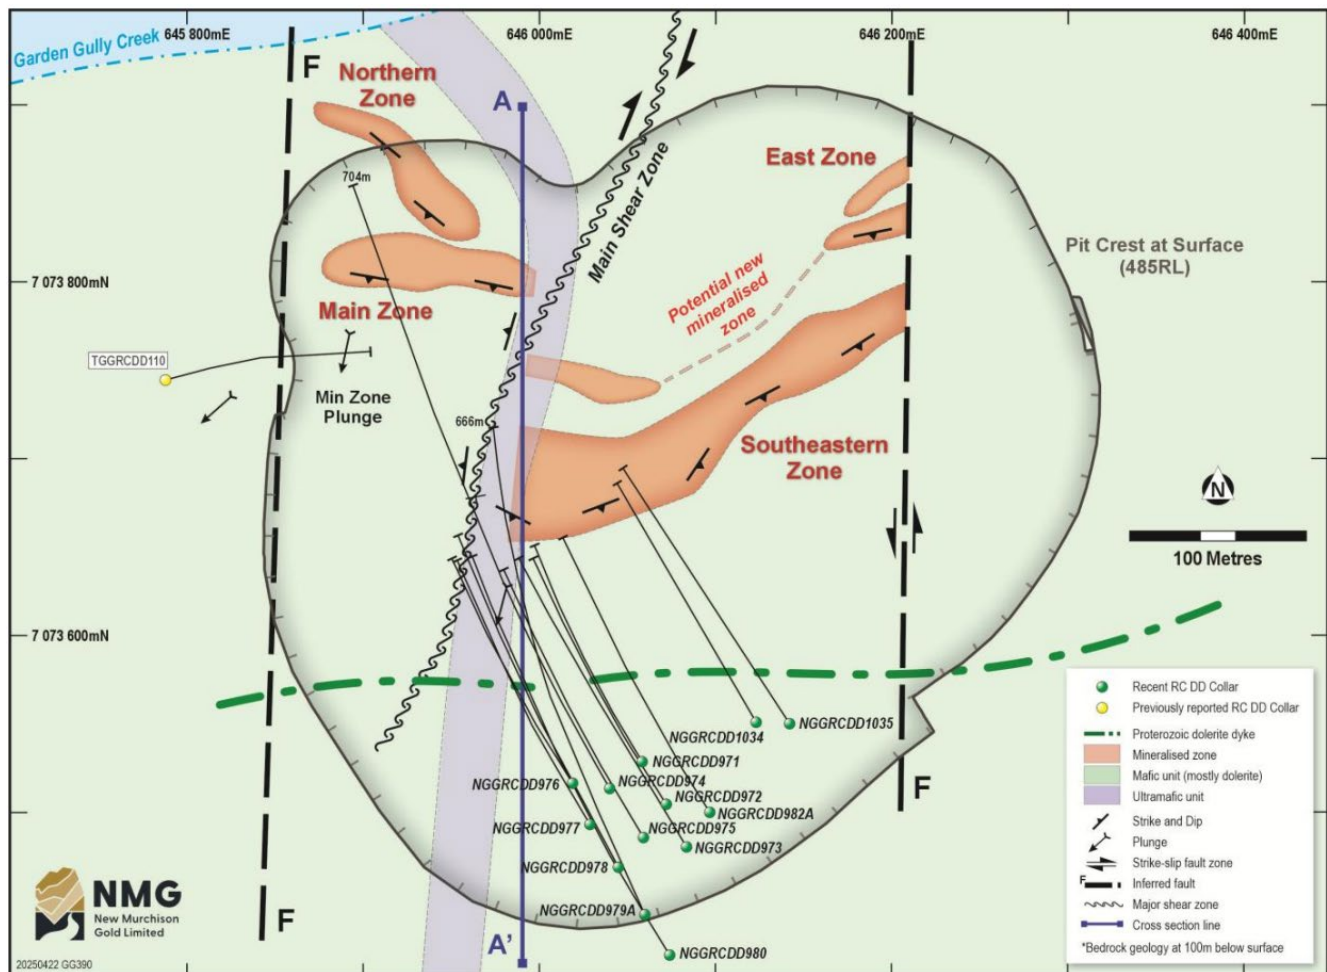 645 800mE
646 000mE
646 200mE
646 400mE
Garden Gully Creek
F
Northern
Zone
A
Main Shear Zone
East Zone
704m
Pit Crest at Surface
(485RL)
7 073 800mN
Main Zone
Potential new
mineralised
zone
TGGRCDD110
Min Zone
Plunge
666m
Southeastern
Zone
N
100 Metres
7 073 600mN
NGGRCDD1034
NGGRCDD1035
NGGRCDD971
NGGRCDD976
NGGRCDD974
NGGRCDD972
NGGRCDD982A
NGGRCDD977
NGGRCDD975
NGGRCDD973
NGGRCDD978
NGGRCDD979A
NGGRCDD980
F
F
A'
Recent RC DD Collar
Previously reported RC DD Collar
Proterozoic dolerite dyke
Mineralised zone
Mafic unit (mostly dolerite)
Ultramafic unit
Strike and Dip
Plunge
Strike-slip fault zone
F Inferred fault
Major shear zone
Cross section line
*Bedrock geology at 100m below surface
NMG
New Murchison
Gold Limited
20250422 GG390